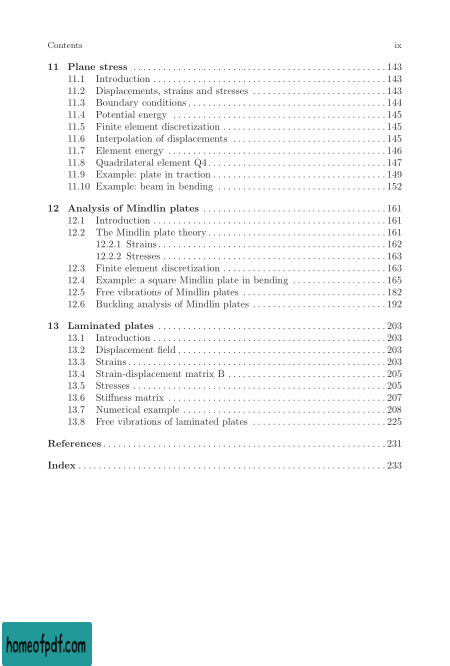 Contents ix
11 Plane stress . . . . . . . . . . . . . . . . . . . . . . . . . . . . . . 143
11.1 Introduction . . . . . . . . . . . . . . . . . . . . . . . . . . . . . . 143
11.2 Displacements, strains and stresses . . . . . . . . . . . . . . . . . . . . 143
11.3 Boundary conditions . . . . . . . . . . . . . . . . . . . . . . . . . . 144
11.4 Potential energy . . . . . . . . . . . . . . . . . . . . . . . . . . . . 145
11.5 Finite element discretization . . . . . . . . . . . . . . . . . . . . . . 145
11.6 Interpolation of displacements . . . . . . . . . . . . . . . . . . . . . 145
11.7 Element energy . . . . . . . . . . . . . . . . . . . . . . . . . . . . 146
11.8 Quadrilateral element Q4 . . . . . . . . . . . . . . . . . . . . . . . . 147
11.9 Example: plate in traction . . . . . . . . . . . . . . . . . . . . . . . 149
11.10 Example: beam in bending . . . . . . . . . . . . . . . . . . . . . . . 152
12 Analysis of Mindlin plates . . . . . . . . . . . . . . . . . . . . . . . 161
12.1 Introduction . . . . . . . . . . . . . . . . . . . . . . . . . . . . . . 161
12.2 The Mindlin plate theory . . . . . . . . . . . . . . . . . . . . . . . . 161
12.2.1 Strains . . . . . . . . . . . . . . . . . . . . . . . . . . . . . . 162
12.2.2 Stresses . . . . . . . . . . . . . . . . . . . . . . . . . . . . . 163
12.3 Finite element discretization . . . . . . . . . . . . . . . . . . . . . . 163
12.4 Example: a square Mindlin plate in bending . . . . . . . . . . . . . . . 165
12.5 Free vibrations of Mindlin plates . . . . . . . . . . . . . . . . . . . . 182
12.6 Buckling analysis of Mindlin plates . . . . . . . . . . . . . . . . . . . 192
13 Laminated plates . . . . . . . . . . . . . . . . . . . . . . . . . . . . 203
13.1 Introduction . . . . . . . . . . . . . . . . . . . . . . . . . . . . . . 203
13.2 Displacement field . . . . . . . . . . . . . . . . . . . . . . . . . . . 203
13.3 Strains . . . . . . . . . . . . . . . . . . . . . . . . . . . . . . . . . 203
13.4 Strain-displacement matrix B . . . . . . . . . . . . . . . . . . . . . . 205
13.5 Stresses . . . . . . . . . . . . . . . . . . . . . . . . . . . . . . . . 205
13.6 Stiffness matrix . . . . . . . . . . . . . . . . . . . . . . . . . . . . 207
13.7 Numerical example . . . . . . . . . . . . . . . . . . . . . . . . . . . 208
13.8 Free vibrations of laminated plates . . . . . . . . . . . . . . . . . . . 225
References . . . . . . . . . . . . . . . . . . . . . . . . . . . . . . . . 231
Index . . . . . . . . . . . . . . . . . . . . . . . . . . . . . . . . . . 233
homeofpdf.com